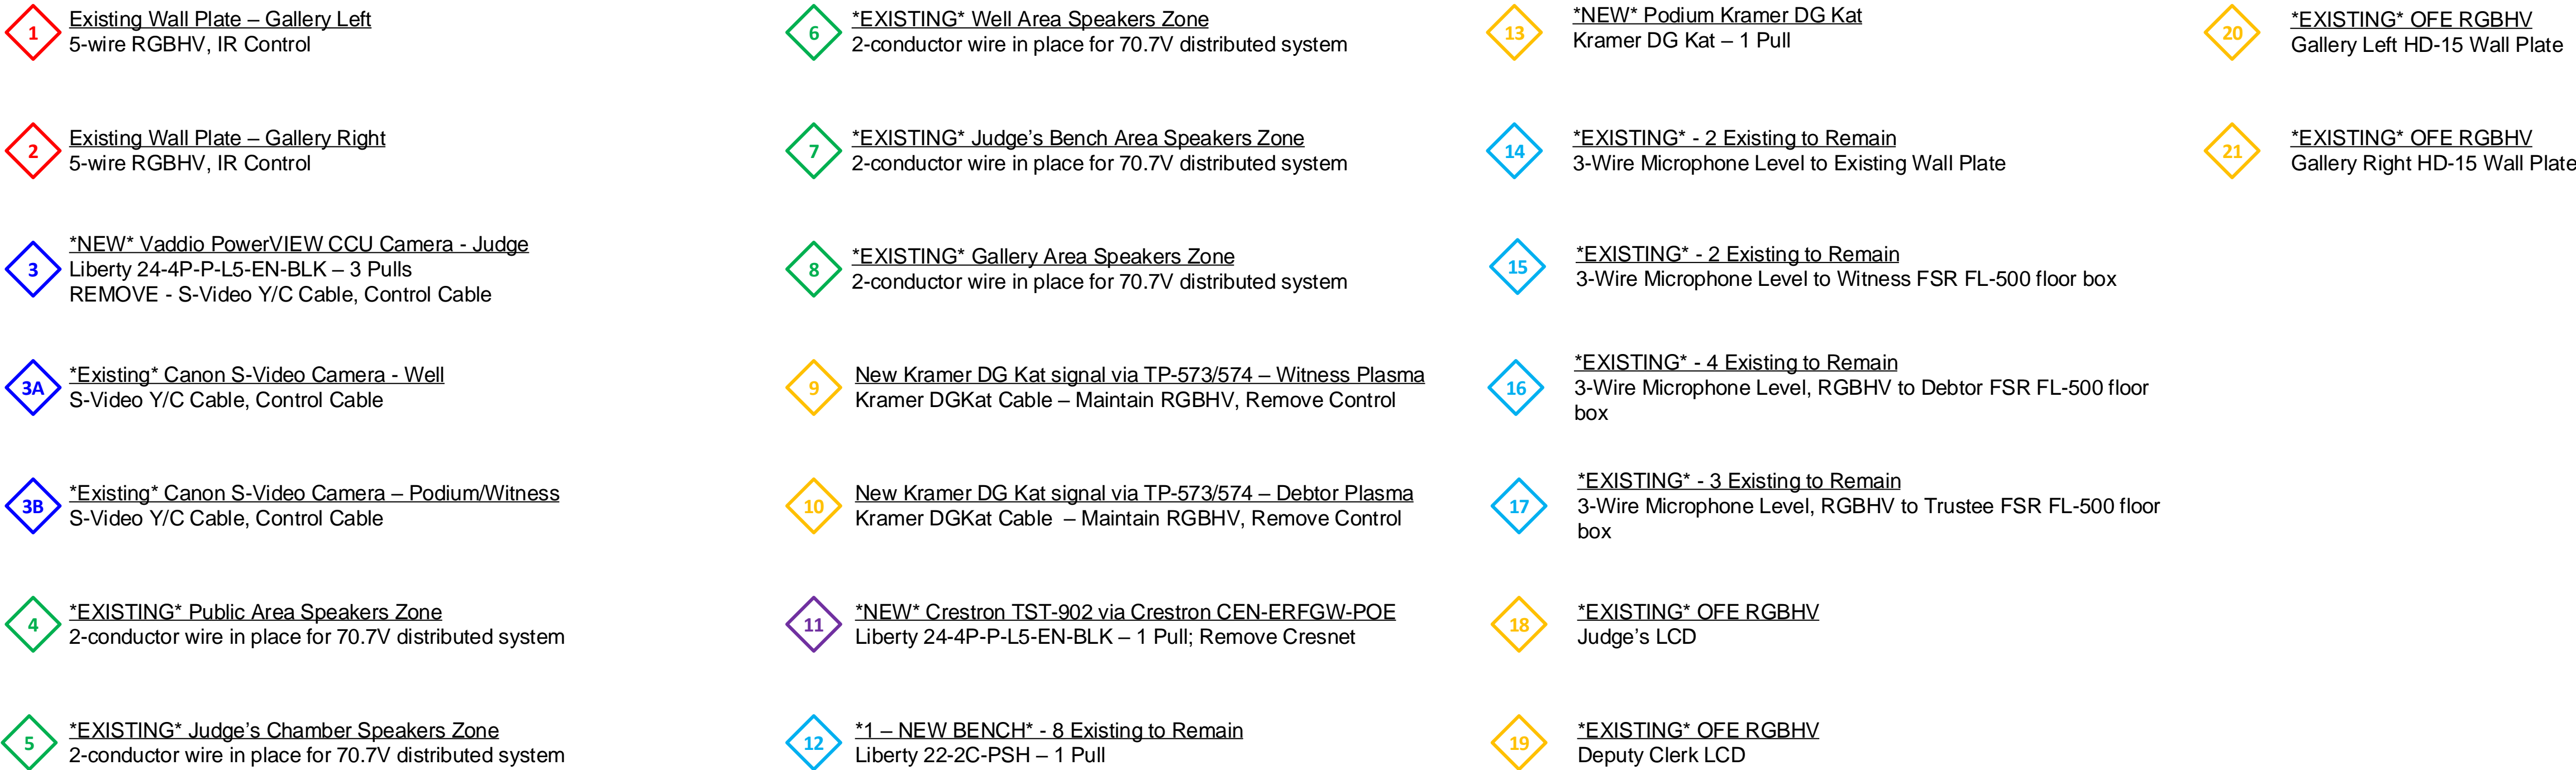 1
Existing Wall Plate – Gallery Left
5-wire RGBHV, IR Control
2
Existing Wall Plate – Gallery Right
5-wire RGBHV, IR Control
3
*NEW* Vaddio PowerVIEW CCU Camera - Judge
Liberty 24-4P-P-L5-EN-BLK – 3 Pulls
REMOVE - S-Video Y/C Cable, Control Cable
3A
*Existing* Canon S-Video Camera - Well
S-Video Y/C Cable, Control Cable
3B
*Existing* Canon S-Video Camera – Podium/Witness
S-Video Y/C Cable, Control Cable
4
*EXISTING* Public Area Speakers Zone
2-conductor wire in place for 70.7V distributed system
5
*EXISTING* Judge’s Chamber Speakers Zone
2-conductor wire in place for 70.7V distributed system
6
*EXISTING* Well Area Speakers Zone
2-conductor wire in place for 70.7V distributed system
7
*EXISTING* Judge’s Bench Area Speakers Zone
2-conductor wire in place for 70.7V distributed system
8
*EXISTING* Gallery Area Speakers Zone
2-conductor wire in place for 70.7V distributed system
9
New Kramer DG Kat signal via TP-573/574 – Witness Plasma
Kramer DGKat Cable – Maintain RGBHV, Remove Control
10
New Kramer DG Kat signal via TP-573/574 – Debtor Plasma
Kramer DGKat Cable – Maintain RGBHV, Remove Control
11
*NEW* Crestron TST-902 via Crestron CEN-ERFGW-POE
Liberty 24-4P-P-L5-EN-BLK – 1 Pull; Remove Cresnet
12
*1 – NEW BENCH* - 8 Existing to Remain
Liberty 22-2C-PSH – 1 Pull
13
*NEW* Podium Kramer DG Kat
Kramer DG Kat – 1 Pull
14
*EXISTING* - 2 Existing to Remain
3-Wire Microphone Level to Existing Wall Plate
15
*EXISTING* - 2 Existing to Remain
3-Wire Microphone Level to Witness FSR FL-500 floor box
16
*EXISTING* - 4 Existing to Remain
3-Wire Microphone Level, RGBHV to Debtor FSR FL-500 floor
box
17
*EXISTING* - 3 Existing to Remain
3-Wire Microphone Level, RGBHV to Trustee FSR FL-500 floor
box
18
*EXISTING* OFE RGBHV
Judge’s LCD
19
*EXISTING* OFE RGBHV
Deputy Clerk LCD
20
*EXISTING* OFE RGBHV
Gallery Left HD-15 Wall Plate
21
*EXISTING* OFE RGBHV
Gallery Right HD-15 Wall Plate